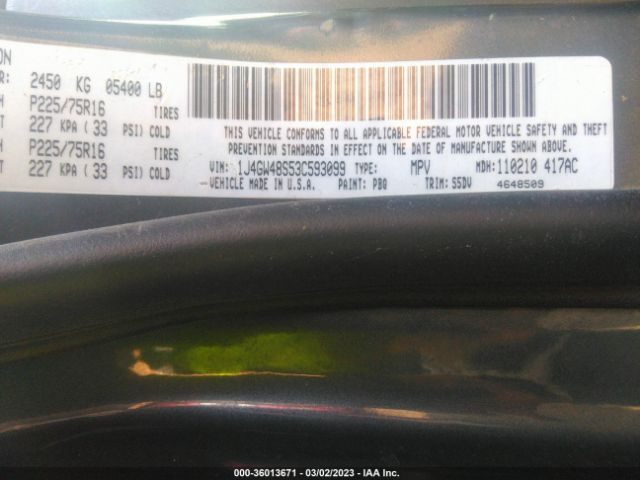 ON
R: 2450 KG 05400 LB
H P225/75R16 TIRES
T 227 KPA ( 33 PSI) COLD
H P225/75R16 TIRES
T 227 KPA ( 33 PSI) COLD
THIS VEHICLE CONFORMS TO ALL APPLICABLE FEDERAL MOTOR VEHICLE SAFETY AND THEFT
PREVENTION STANDARDS IN EFFECT ON THE DATE OF MANUFACTURE SHOWN ABOVE.
VIN: 1J4GW48S53C593099 TYPE: MPV MDH: 110210 417AC
VEHICLE MADE IN U.S.A. PAINT: PBQ TRIM: S5DV 4648509
000-36013671 - 03/02/2023 - IAA Inc.